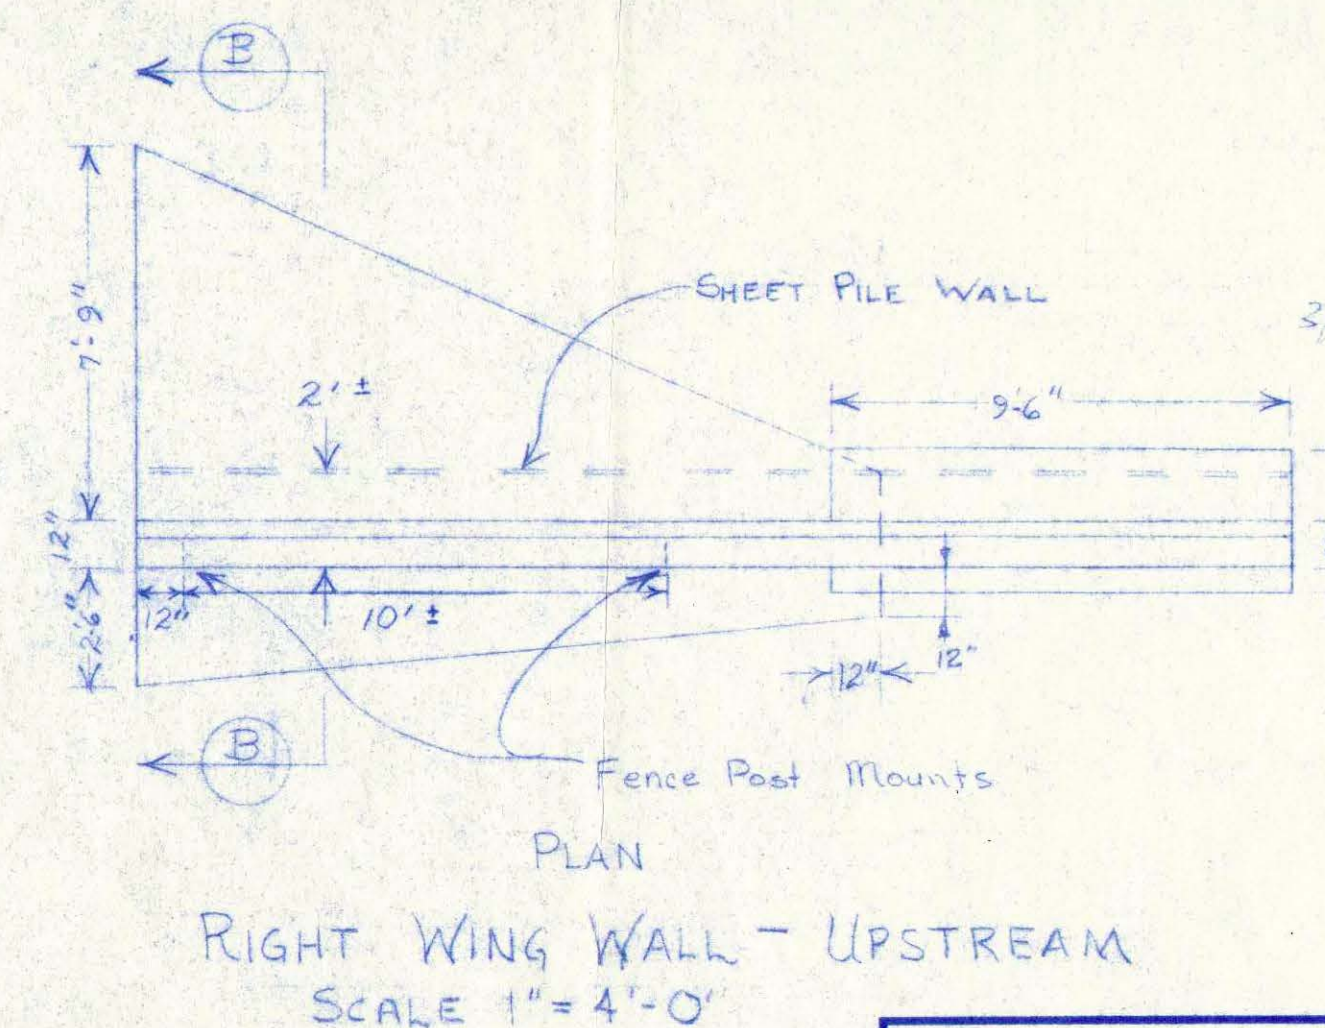 B
7'-9"
SHEET PILE WALL
2' ±
9'6"
12"
2'6"
12"
10' ±
12"
12"
B
Fence Post Mounts
PLAN
RIGHT WING WALL - UPSTREAM
SCALE 1" = 4'-0'